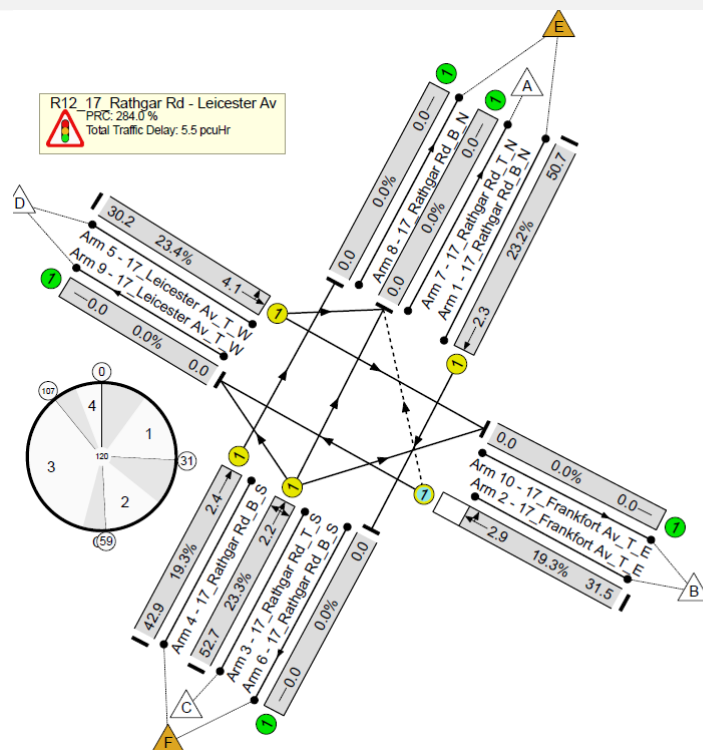 R12_17_Rathgar Rd - Leicester Av
PRC: 284.0 %
Total Traffic Delay: 5.5 pcuHr
E
A
1
1
0.0
0.0%
0.0
Arm 8 - 17_Rathgar Rd_B_N
0.0
0.0%
0.0
Arm 7 - 17_Rathgar Rd_T_N
Arm 1 - 17_Rathgar Rd_B_N
50.7
23.2%
2.3
1
D
30.2
23.4%
4.1
1
Arm 5 - 17_Leicester Av_T_W
Arm 9 - 17_Leicester Av_T_W
1
0.0
0.0%
0.0
0
107
4
1
120
31
3
2
59
1
2.4
19.3%
42.9
Arm 4 - 17_Rathgar Rd_B_S
1
2.2
23.3%
52.7
Arm 3 - 17_Rathgar Rd_T_S
Arm 6 - 17_Rathgar Rd_B_S
0.0
0.0%
0.0
1
0.0
0.0%
0.0
1
Arm 10 - 17_Frankfort Av_T_E
Arm 2 - 17_Frankfort Av_T_E
1
2.9
19.3%
31.5
B
C
F